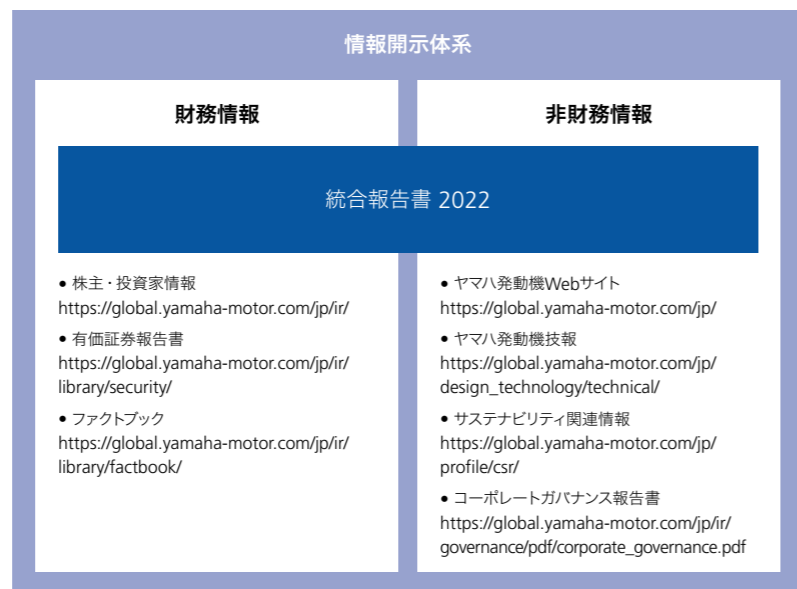 情報開示体系
財務情報
非財務情報
統合報告書 2022
● 株主・投資家情報
https://global.yamaha-motor.com/jp/ir/
● 有価証券報告書
https://global.yamaha-motor.com/jp/ir/
library/security/
● ファクトブック
https://global.yamaha-motor.com/jp/ir/
library/factbook/
● ヤマハ発動機Webサイト
https://global.yamaha-motor.com/jp/
● ヤマハ発動機技報
https://global.yamaha-motor.com/jp/
design_technology/technical/
● サステナビリティ関連情報
https://global.yamaha-motor.com/jp/
profile/csr/
● コーポレートガバナンス報告書
https://global.yamaha-motor.com/jp/ir/
governance/pdf/corporate_governance.pdf